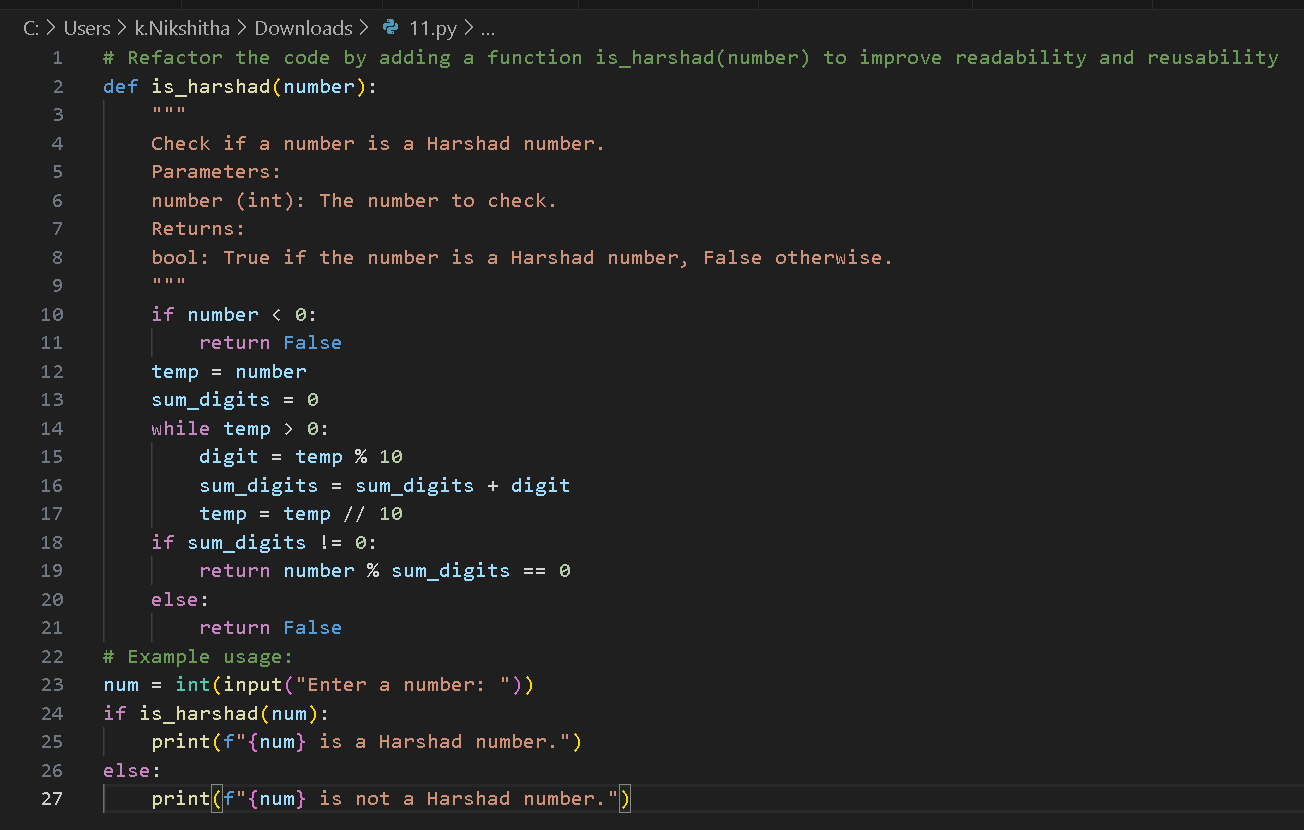 C: > Users > k.Nikshitha > Downloads > 11.py > ...
1 # Refactor the code by adding a function is_harshad(number) to improve readability and reusability
2 def is_harshad(number):
3     """
4     Check if a number is a Harshad number.
5     Parameters:
6     number (int): The number to check.
7     Returns:
8     bool: True if the number is a Harshad number, False otherwise.
9     """
10     if number < 0:
11         return False
12     temp = number
13     sum_digits = 0
14     while temp > 0:
15         digit = temp % 10
16         sum_digits = sum_digits + digit
17         temp = temp // 10
18     if sum_digits != 0:
19         return number % sum_digits == 0
20     else:
21         return False
22 # Example usage:
23 num = int(input("Enter a number: "))
24 if is_harshad(num):
25     print(f"{num} is a Harshad number.")
26 else:
27     print(f"{num} is not a Harshad number.")